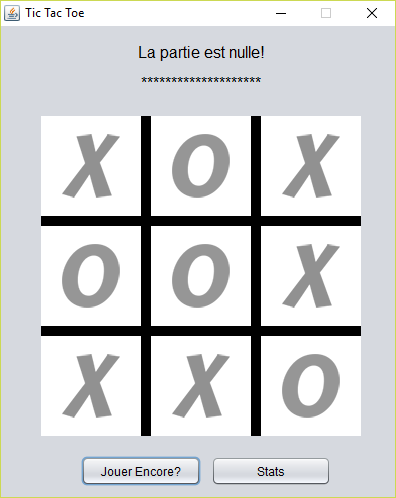 Tic Tac Toe
La partie est nulle!
********************
X O X
O O X
X X O
Jouer Encore? Stats